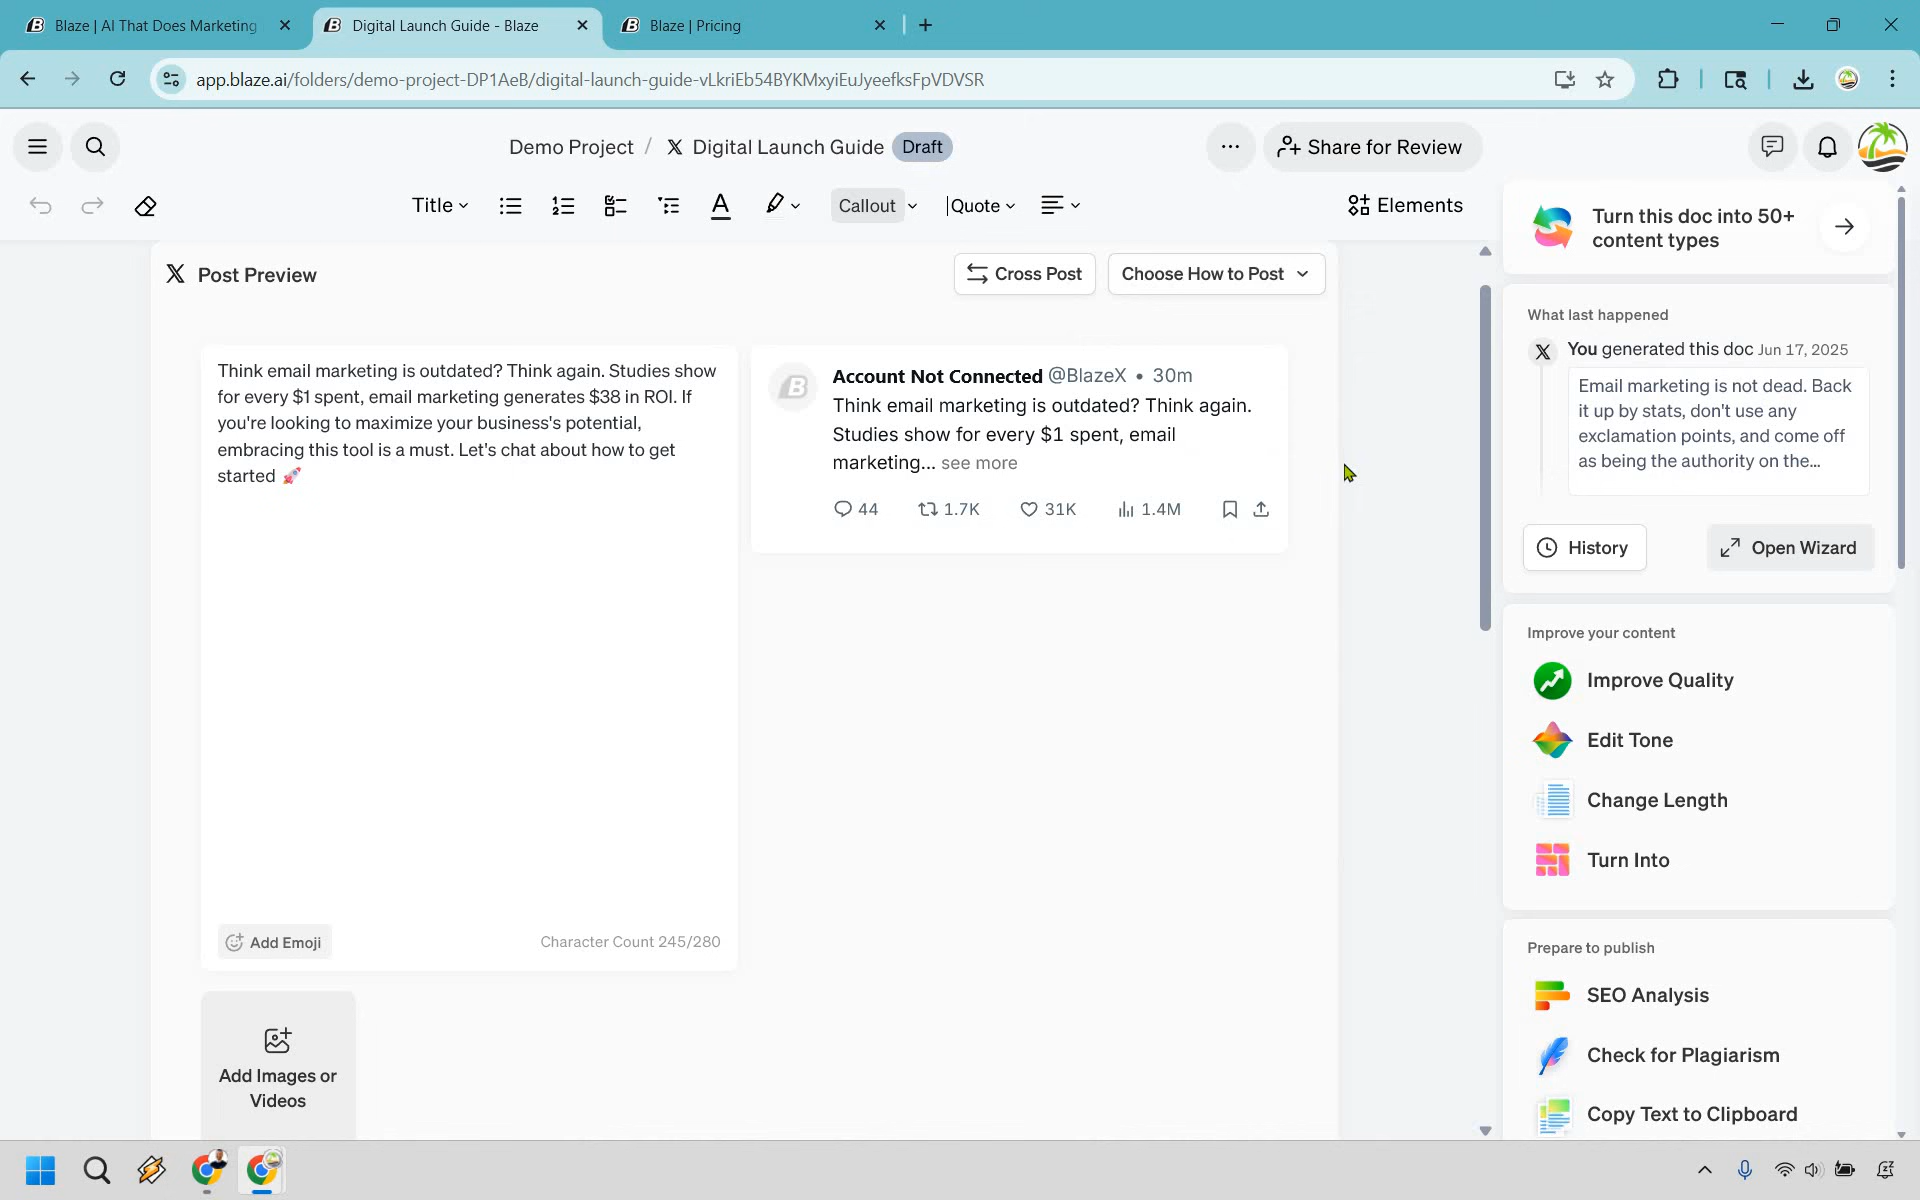 Blaze | AI That Does Marketing
Digital Launch Guide - Blaze
Blaze | Pricing
app.blaze.ai/folders/demo-project-DP1AeB/digital-launch-guide-vLkriEb54BYKMxyiEuJyeefksFpVDVSR
Demo Project / X Digital Launch Guide Draft
Share for Review
Title
Callout
Quote
Elements
Post Preview
Cross Post
Choose How to Post
Think email marketing is outdated? Think again. Studies show
for every $1 spent, email marketing generates $38 in ROI. If
you're looking to maximize your business's potential,
embracing this tool is a must. Let's chat about how to get
started 🚀
Add Emoji
Character Count 245/280
Add Images or
Videos
Account Not Connected @BlazeX • 30m
Think email marketing is outdated? Think again.
Studies show for every $1 spent, email
marketing... see more
44 1.7K 31K 1.4M
Turn this doc into 50+
content types
What last happened
You generated this doc Jun 17, 2025
Email marketing is not dead. Back
it up by stats, don't use any
exclamation points, and come off
as being the authority on the...
History
Open Wizard
Improve your content
Improve Quality
Edit Tone
Change Length
Turn Into
Prepare to publish
SEO Analysis
Check for Plagiarism
Copy Text to Clipboard